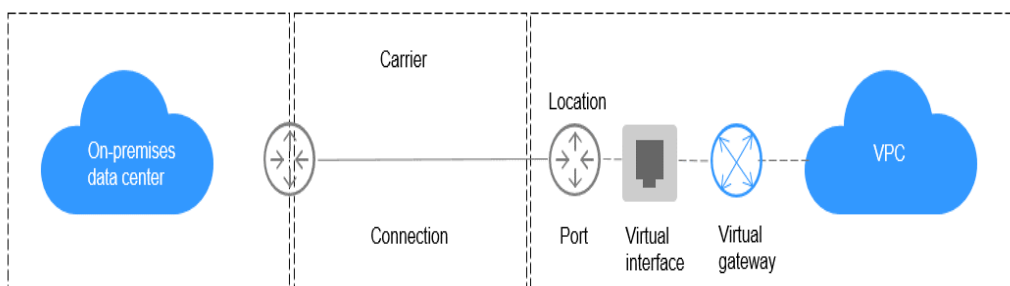 Carrier
Location
On-premises
data center
VPC
Connection
Port
Virtual
interface
Virtual
gateway